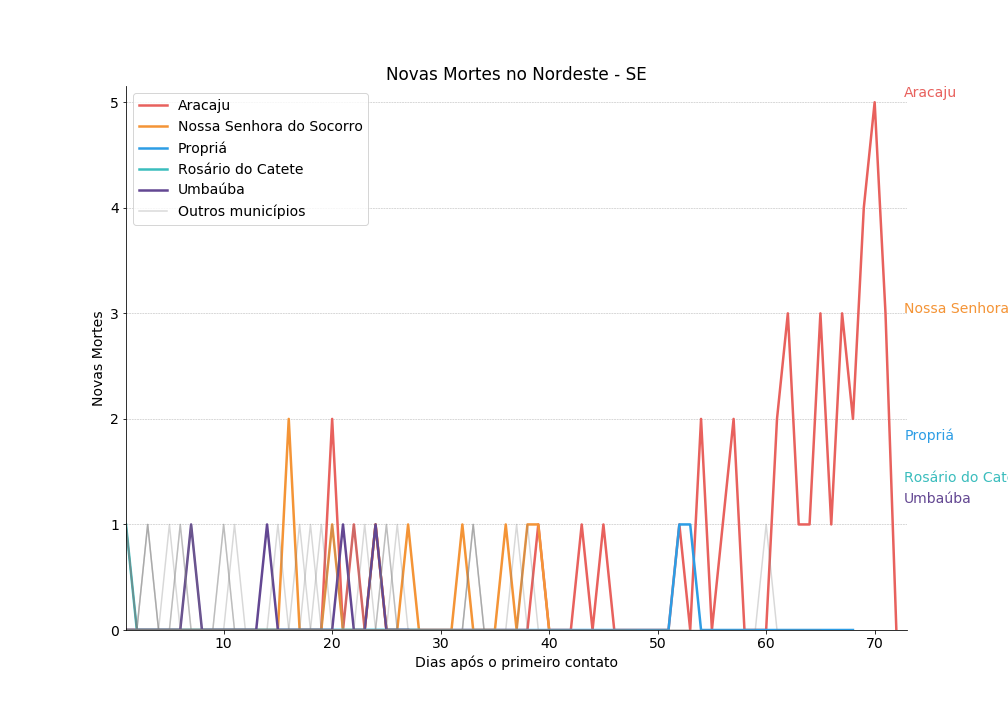 Novas Mortes no Nordeste - SE
Aracaju
Nossa Senhora do Socorro
Propriá
Rosário do Catete
Umbaúba
Outros municípios
Aracaju
Nossa Senhora
Propriá
Rosário do Cate
Umbaúba
5
4
3
2
1
0
Novas Mortes
10 20 30 40 50 60 70
Dias após o primeiro contato